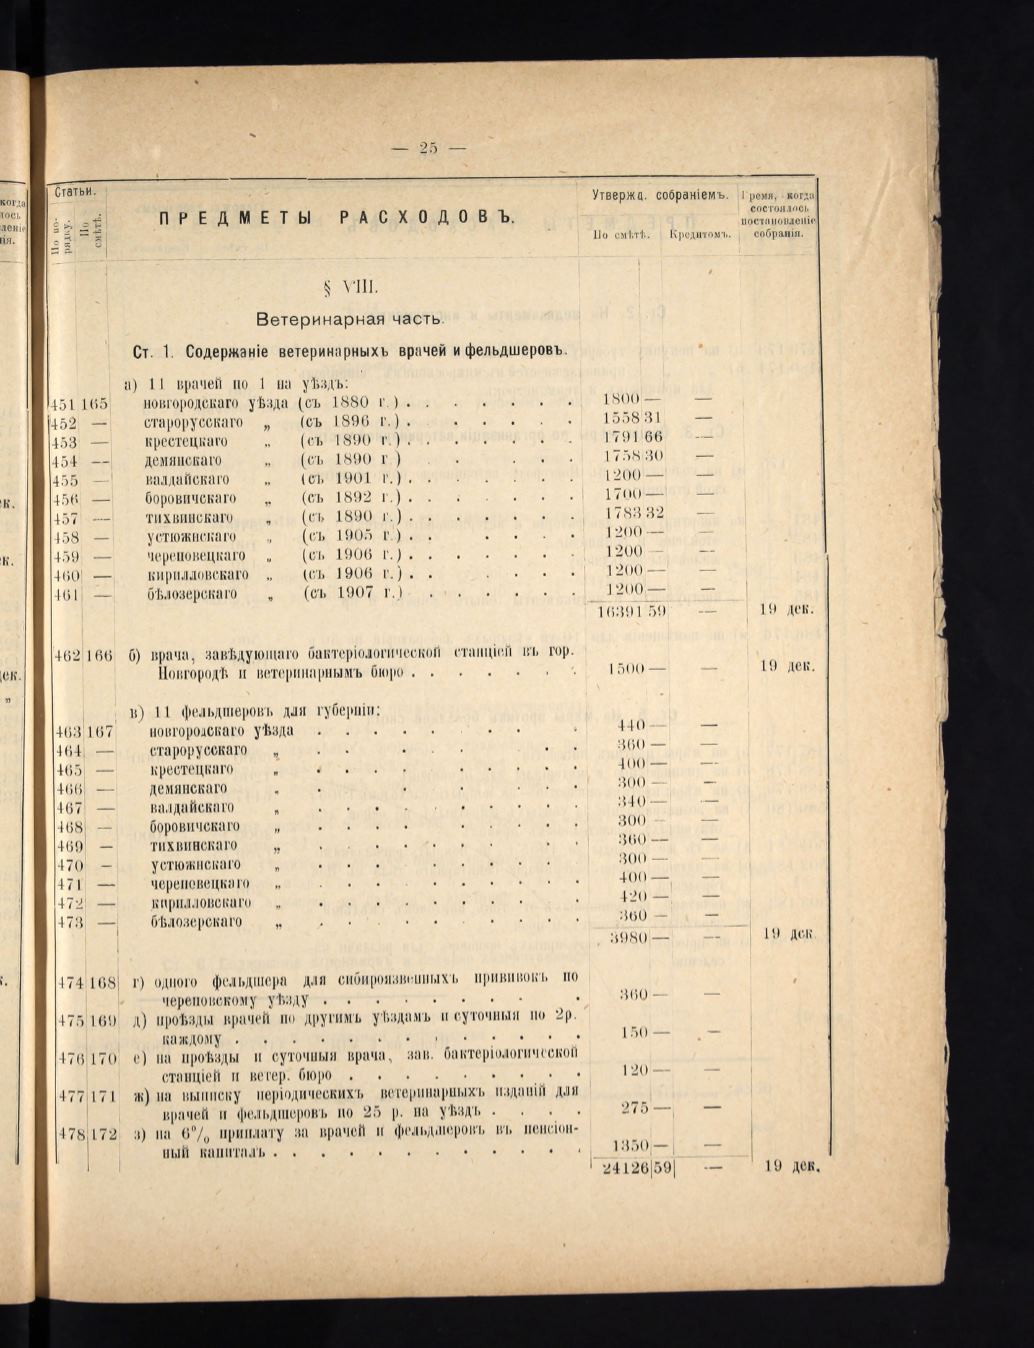 — 25 —
Статьи.
По порядку.
По смѣтѣ.
ПРЕДМЕТЫ РАСХОДОВЪ.
Утвержд. собраніемъ.
По смѣтѣ. Кредитомъ.
Время, когда
состоялось
постановленіе
собранія.
§ VIII.
Ветеринарная часть.
Ст. 1. Содержаніе ветеринарныхъ врачей и фельдшеровъ.
а) 11 врачей по 1 на уѣздъ:
451 165 новгородскаго уѣзда (съ 1880 г.) . . . . . . . 1800 — —
452 — старорусскаго „ (съ 1896 г.) . . . . . . 1558 31 —
453 — крестецкаго „ (съ 1890 г.) . . . . . . . 1791 66 —
454 — демянскаго „ (съ 1890 г ) . . . . 1758 30 —
455 — валдайскаго „ (съ 1901 г.) . . . . . . . 1200 — —
456 — боровичскаго „ (съ 1892 г.) . . . . . . . 1700 — —
457 — тихвинскаго „ (съ 1890 г.) . . . . . . . 1783 32 —
458 — устюжнскаго „ (съ 1905 г.) . . . . . . 1200 — —
459 — череповецкаго „ (съ 1906 г.) . . . . . . . 1200 — —
460 — кирилловскаго „ (съ 1906 г.) . . . . . . 1200 — —
461 — бѣлозерскаго „ (съ 1907 г.) . . . . . . 1200 — —
16391 59 — 19 дек.
462 166 б) врача, завѣдующаго бактеріологической станціей въ гор.
Новгородѣ и ветеринарнымъ бюро . . . . . . . 1500 — — 19 дек.
в) 11 фельдшеровъ для губерніи:
463 167 новгородскаго уѣзда . . . . . . . . 440 — —
464 — старорусскаго „ . . . . . . 360 — —
465 — крестецкаго „ . . . . . . . . . 400 — —
466 — демянскаго „ . . . . . . 300 — —
467 — валдайскаго „ . . . . . . . . . 340 — —
468 — боровичскаго „ . . . . . . . . . 300 — —
469 — тихвинскаго „ . . . . . . . 360 — —
470 — устюжнскаго „ . . . . . . . . . 300 — —
471 — череповецкаго „ . . . . . . . . . 400 — —
472 — кирилловскаго „ . . . . . . . . . 420 — —
473 — бѣлозерскаго „ . . . . . . . . 360 — —
3980 — — 19 дек
474 168 г) одного фельдшера для сибироязвенныхъ прививокъ по
череповскому уѣзду . . . . . . . . 360 — —
475 169 д) проѣзды врачей по другимъ уѣздамъ и суточныя по 2р.
каждому . . . . . . . . . . . . 150 — —
476 170 е) на проѣзды и суточныя врача, зав. бактеріологической
станціей и ветер. бюро . . . . . . . . . 120 — —
477 171 ж) на выписку періодическихъ ветеринарныхъ изданій для
врачей и фельдшеровъ по 25 р. на уѣздъ . . . . 275 — —
478 172 з) на 6% приплату за врачей и фельдшеровъ въ пенсіон-
ный капиталъ . . . . . . . . . . . . 1350 — —
24126 59 — 19 дек.